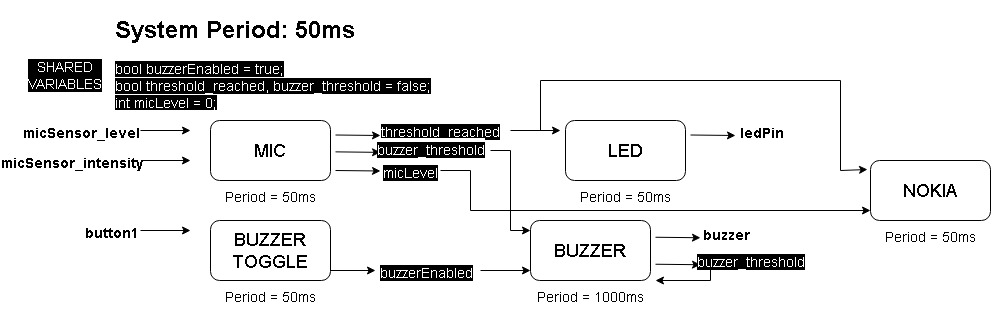 System Period: 50ms
SHARED
VARIABLES
bool buzzerEnabled = true;
bool threshold_reached, buzzer_threshold = false;
int micLevel = 0;
micSensor_level
micSensor_intensity
MIC
Period = 50ms
threshold_reached
buzzer_threshold
micLevel
LED
Period = 50ms
ledPin
NOKIA
Period = 50ms
button1
BUZZER
TOGGLE
Period = 50ms
buzzerEnabled
BUZZER
Period = 1000ms
buzzer
buzzer_threshold